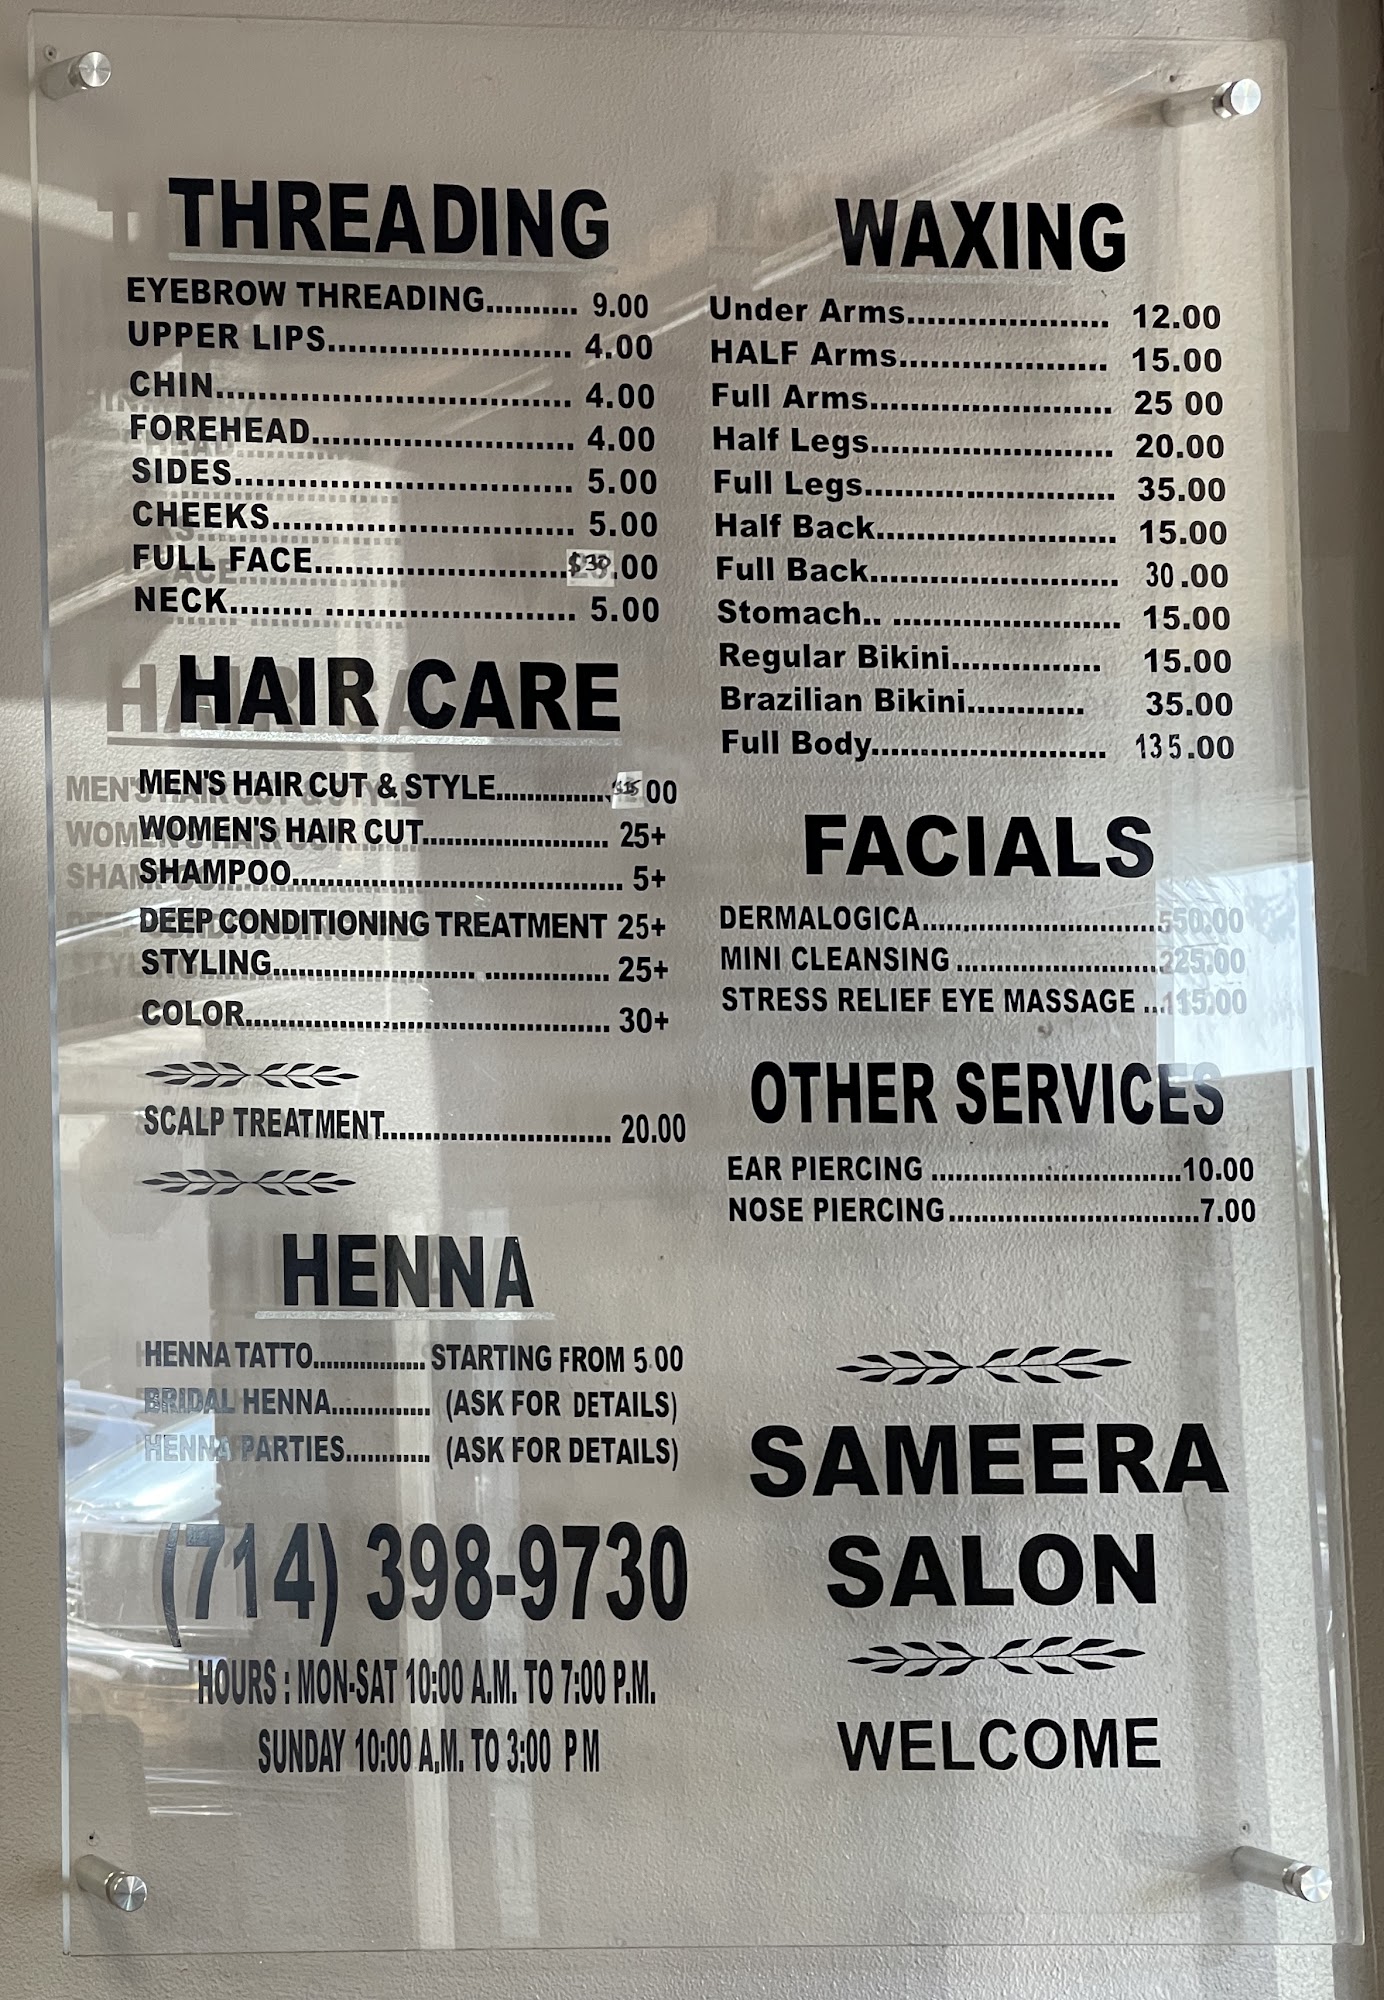 THREADING
EYEBROW THREADING.......... 9.00
UPPER LIPS........................ 4.00
CHIN................................... 4.00
FOREHEAD.......................... 4.00
SIDES................................. 5.00
CHEEKS.............................. 5.00
FULL FACE.........................$30.00
NECK........ ......................... 5.00
HAIR CARE
MEN'S HAIR CUT & STYLE...............$15 00
WOMEN'S HAIR CUT......................... 25+
SHAMPOO............................................ 5+
DEEP CONDITIONING TREATMENT 25+
STYLING............................. ................. 25+
COLOR................................................ 30+
SCALP TREATMENT.............................. 20.00
HENNA
HENNA TATTO................. STARTING FROM 5.00
BRIDAL HENNA.............. (ASK FOR DETAILS)
HENNA PARTIES............ (ASK FOR DETAILS)
(714) 398-9730
HOURS : MON-SAT 10:00 A.M. TO 7:00 P.M.
SUNDAY 10:00 A.M. TO 3:00 P M
WAXING
Under Arms.................... 12.00
HALF Arms..................... 15.00
Full Arms........................ 25 00
Half Legs........................ 20.00
Full Legs......................... 35.00
Half Back........................ 15.00
Full Back......................... 30.00
Stomach.. ....................... 15.00
Regular Bikini............... 15.00
Brazilian Bikini............ 35.00
Full Body........................ 135.00
FACIALS
DERMALOGICA..................................
MINI CLEANSING .............................
STRESS RELIEF EYE MASSAGE ...
OTHER SERVICES
EAR PIERCING ....................................10.00
NOSE PIERCING...............................7.00
SAMEERA
SALON
WELCOME